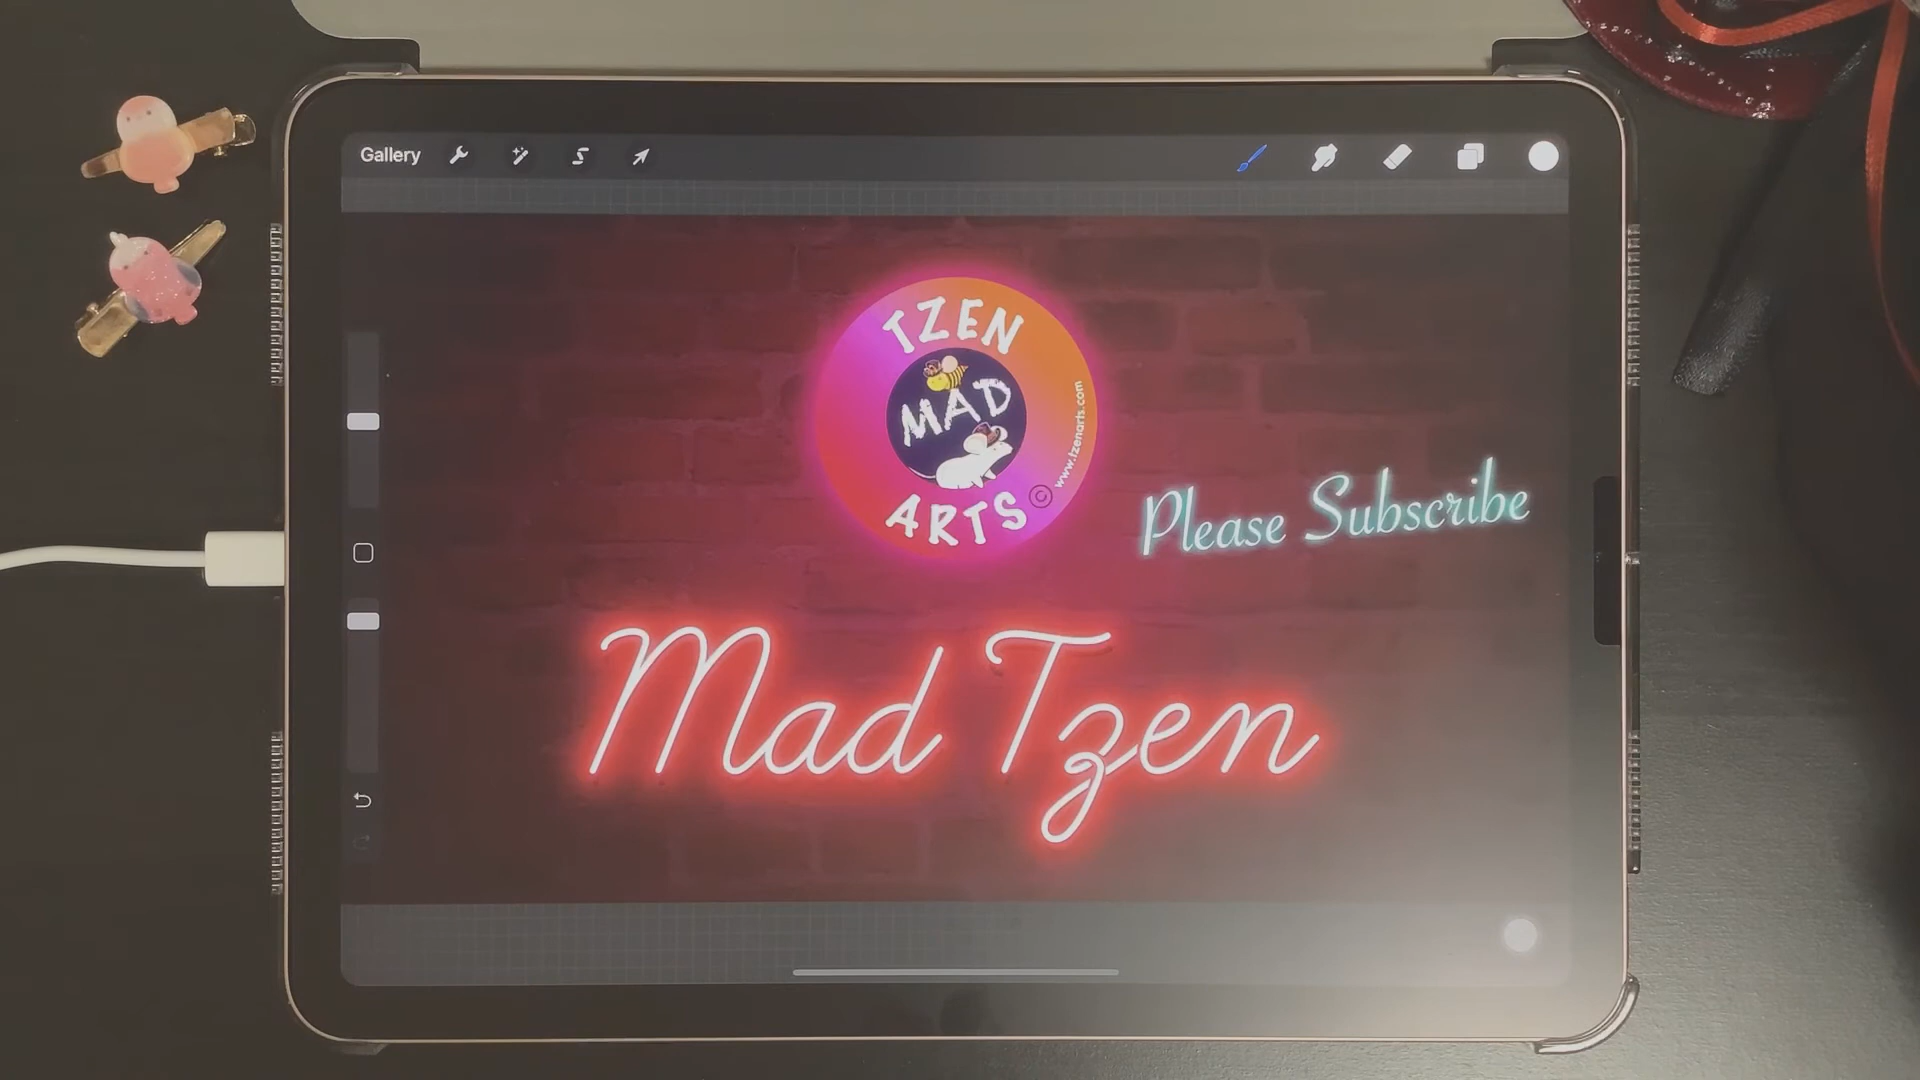 Gallery
TZEN
MAD
ARTS
© www.tzenarts.com
Please Subscribe
Mad Tzen